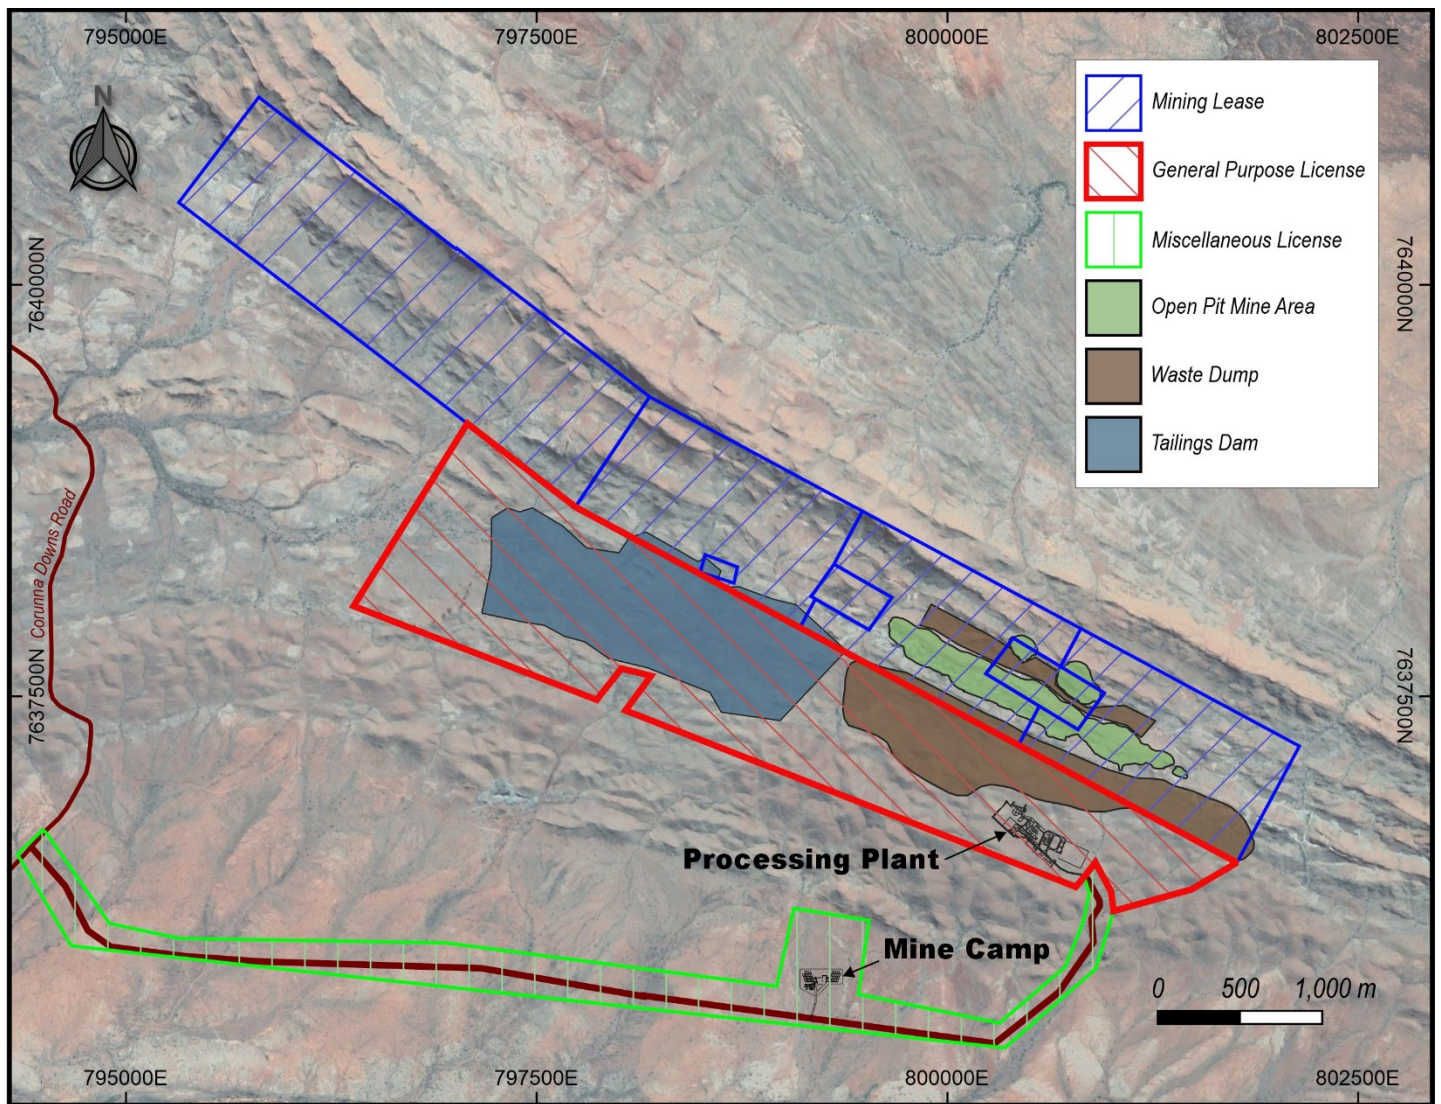 795000E
797500E
800000E
802500E
N
Mining Lease
General Purpose License
Miscellaneous License
Open Pit Mine Area
Waste Dump
Tailings Dam
7640000N
7640000N
Corunna Downs Road
7637500N
7637500N
Processing Plant
Mine Camp
0 500 1,000 m
795000E
797500E
800000E
802500E